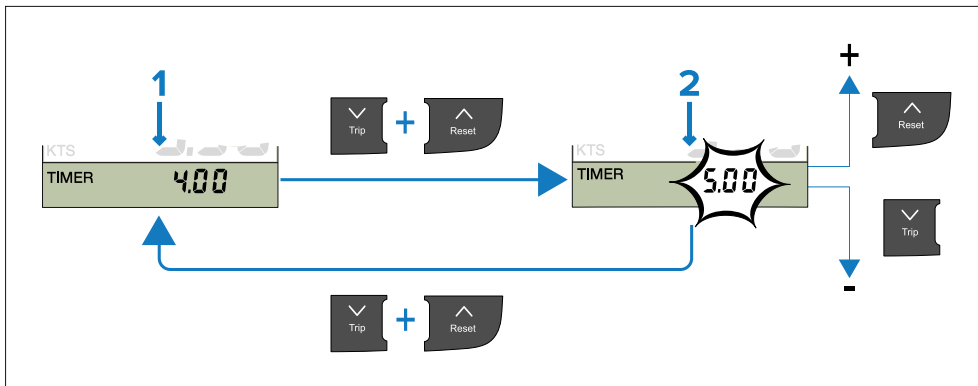 1
Trip + Reset
2
+
Reset
KTS
TIMER 4.00
KTS
TIMER 5.00
Trip
-
Trip + Reset